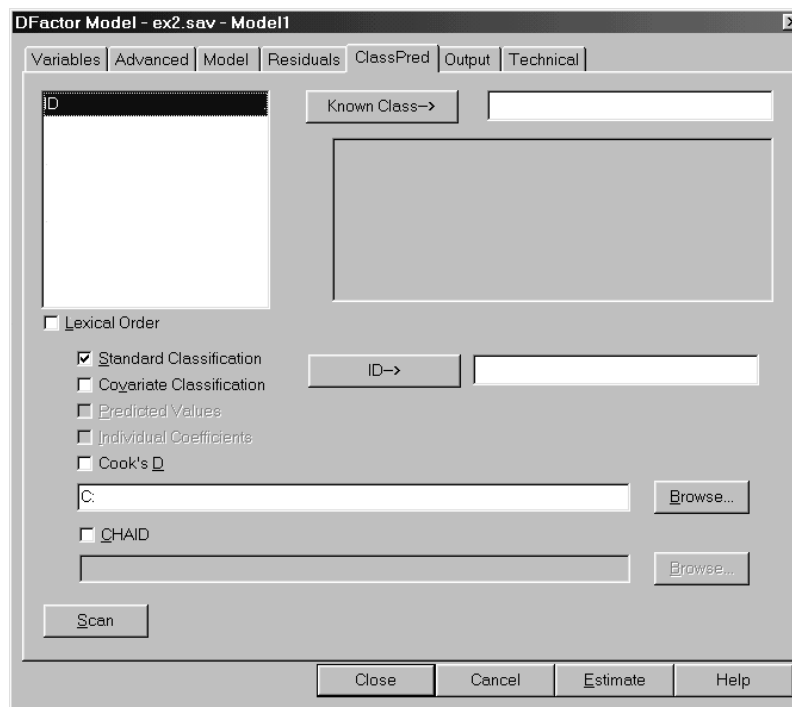 DFactor Model - ex2.sav - Model1
Variables Advanced Model Residuals ClassPred Output Technical
ID
Known Class-->
Lexical Order
Standard Classification
Covariate Classification
Predicted Values
Individual Coefficients
Cook's D
ID-->
C:
Browse...
CHAID
Browse...
Scan
Close Cancel Estimate Help